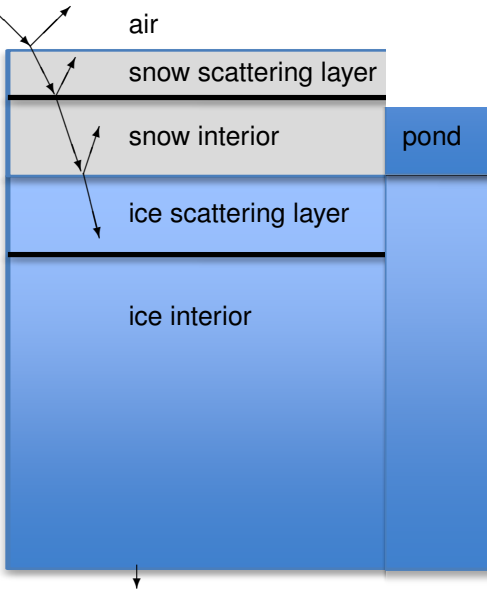 air
snow scattering layer
snow interior
pond
ice scattering layer
ice interior